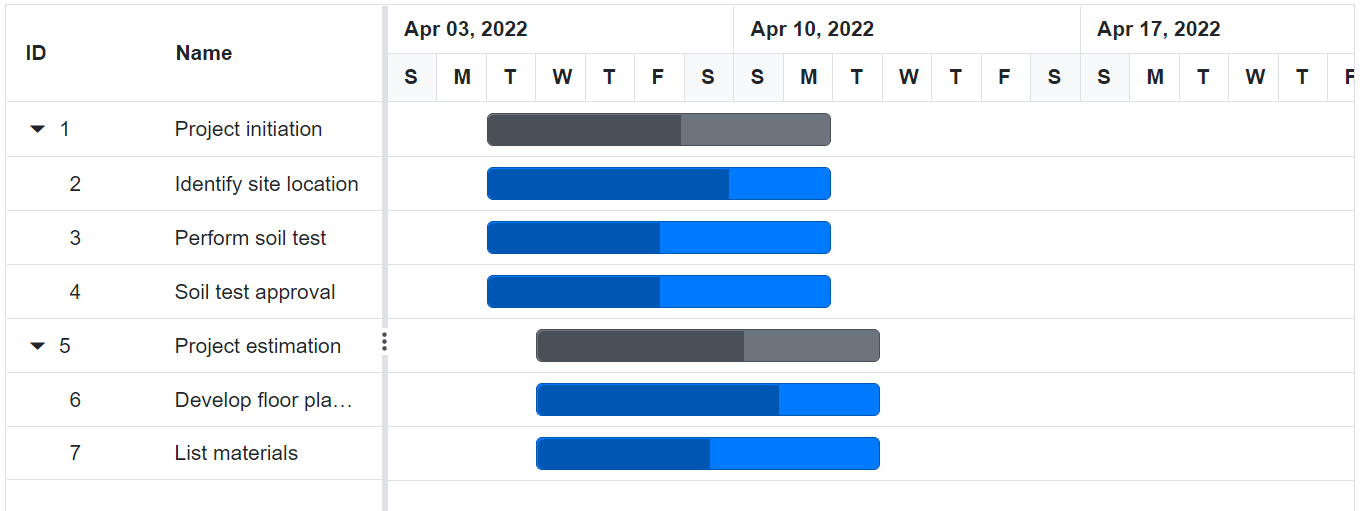 ID Name Apr 03, 2022 Apr 10, 2022 Apr 17, 2022
S M T W T F S S M T W T F S S M T W T F
1 Project initiation
2 Identify site location
3 Perform soil test
4 Soil test approval
5 Project estimation
6 Develop floor pla…
7 List materials